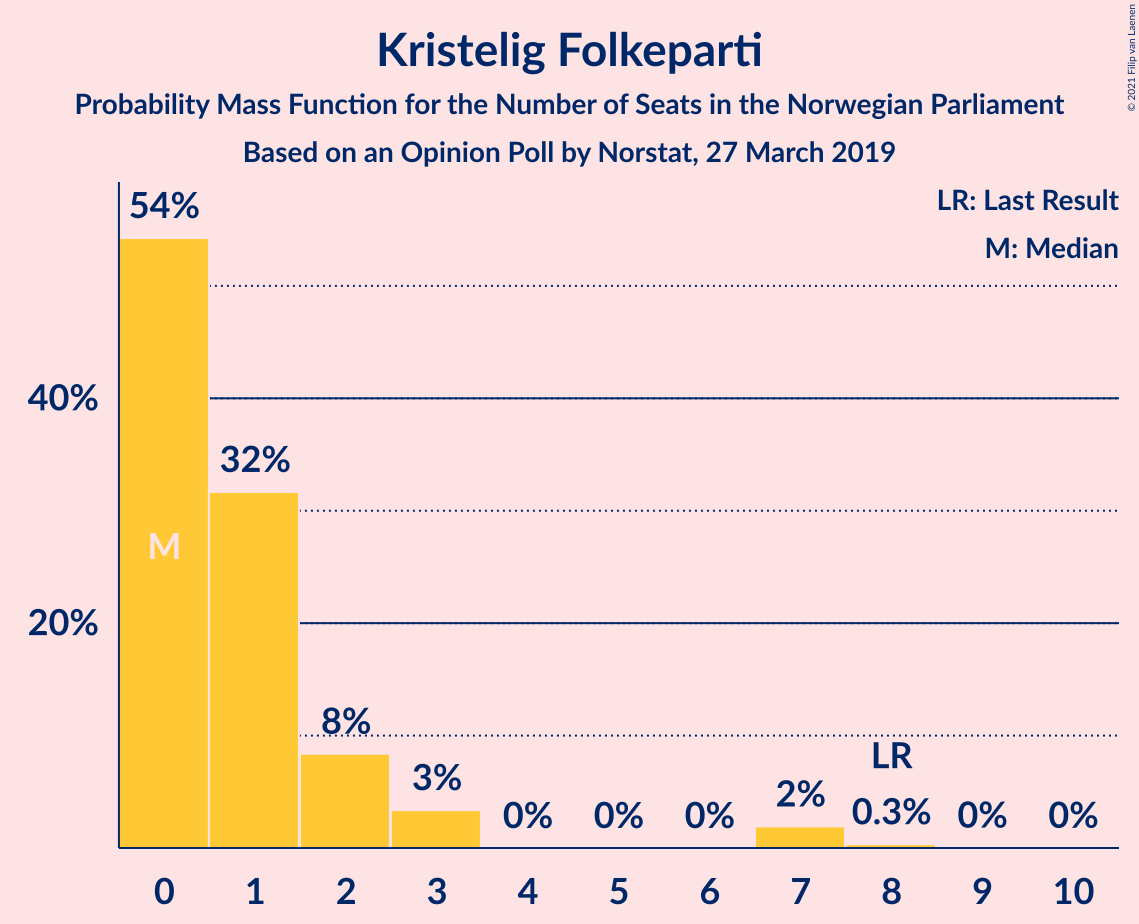 Kristelig Folkeparti
Probability Mass Function for the Number of Seats in the Norwegian Parliament
Based on an Opinion Poll by Norstat, 27 March 2019
© 2021 Filip van Laenen
LR: Last Result
M: Median
54%
40%
32%
M
20%
8%
LR
3%
2%
0% 0% 0% 0.3% 0% 0%
0 1 2 3 4 5 6 7 8 9 10